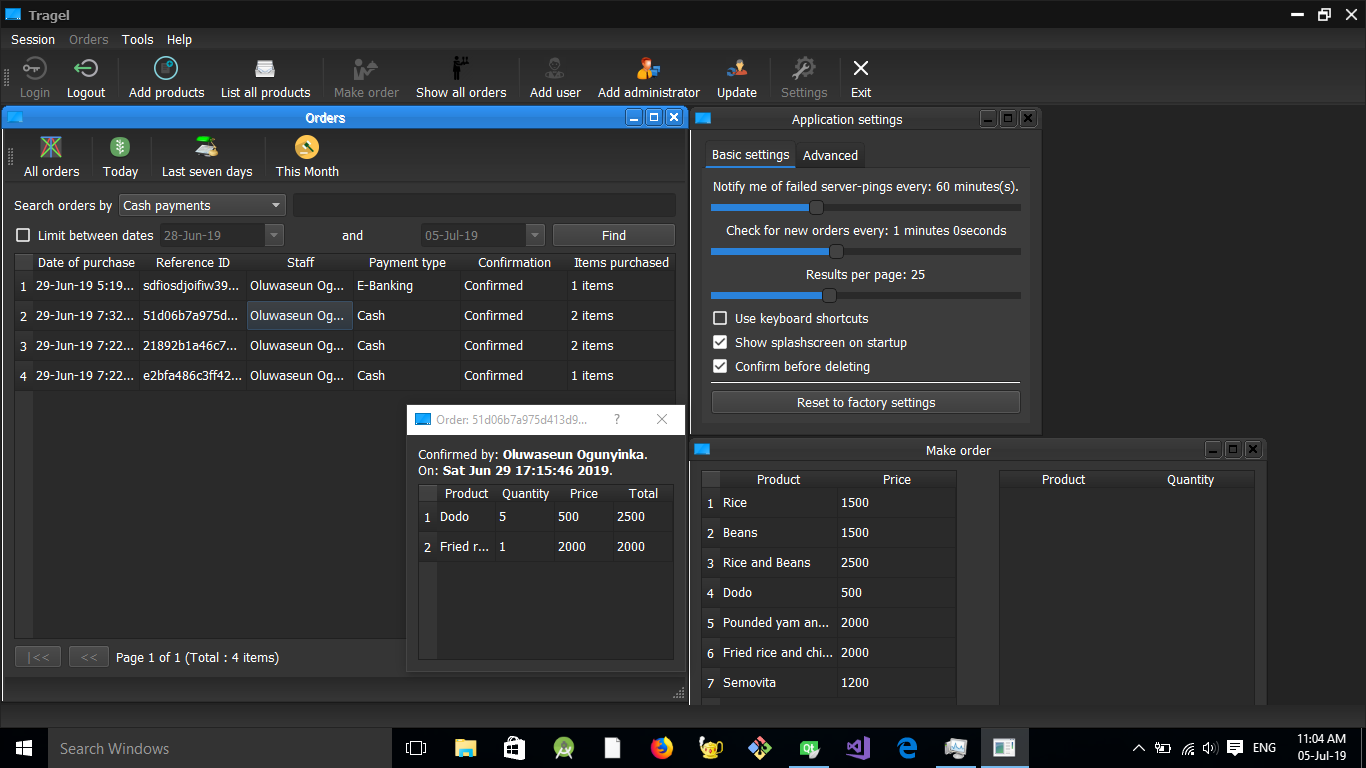 Tragel
Session Orders Tools Help
Login Logout Add products List all products Make order Show all orders Add user Add administrator Update Settings Exit
Orders
All orders Today Last seven days This Month
Search orders by Cash payments
Limit between dates 28-Jun-19 and 05-Jul-19 Find
Date of purchase Reference ID Staff Payment type Confirmation Items purchased
1 29-Jun-19 5:19... sdfiosdjoifiw39... Oluwaseun Og... E-Banking Confirmed 1 items
2 29-Jun-19 7:32... 51d06b7a975d... Oluwaseun Og... Cash Confirmed 2 items
3 29-Jun-19 7:22... 21892b1a46c7... Oluwaseun Og... Cash Confirmed 2 items
4 29-Jun-19 7:22... e2bfa486c3ff42... Oluwaseun Og... Cash Confirmed 1 items
|<< << Page 1 of 1 (Total : 4 items)
Order: 51d06b7a975d413d9... ?
Confirmed by: Oluwaseun Ogunyinka.
On: Sat Jun 29 17:15:46 2019.
Product Quantity Price Total
1 Dodo 5 500 2500
2 Fried r... 1 2000 2000
Application settings
Basic settings Advanced
Notify me of failed server-pings every: 60 minutes(s).
Check for new orders every: 1 minutes 0seconds
Results per page: 25
Use keyboard shortcuts
Show splashscreen on startup
Confirm before deleting
Reset to factory settings
Make order
Product Price
1 Rice 1500
2 Beans 1500
3 Rice and Beans 2500
4 Dodo 500
5 Pounded yam an... 2000
6 Fried rice and chi... 2000
7 Semovita 1200
Product Quantity
Search Windows
ENG
11:04 AM
05-Jul-19